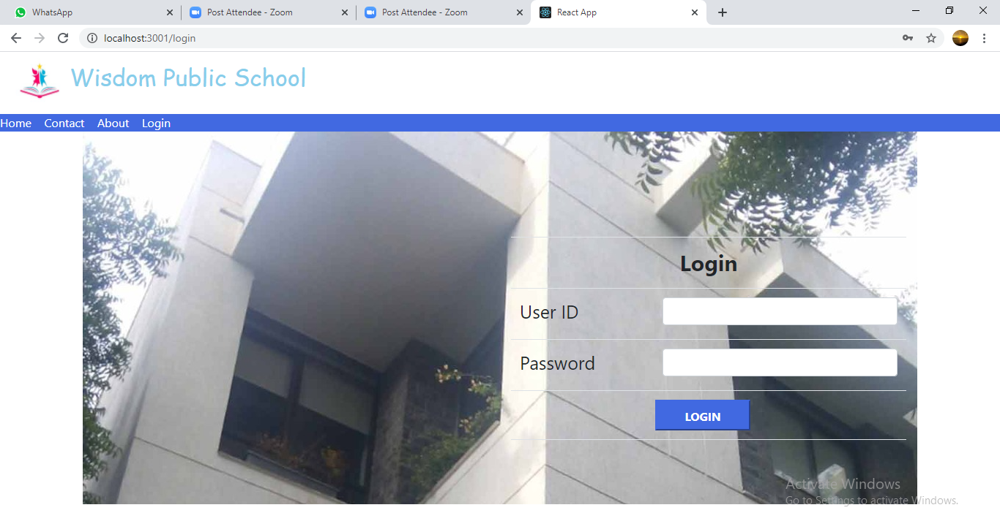 WhatsApp
Post Attendee - Zoom
Post Attendee - Zoom
React App
localhost:3001/login
Wisdom Public School
Home Contact About Login
Login
User ID
Password
LOGIN
Activate Windows
Go to Settings to activate Windows.